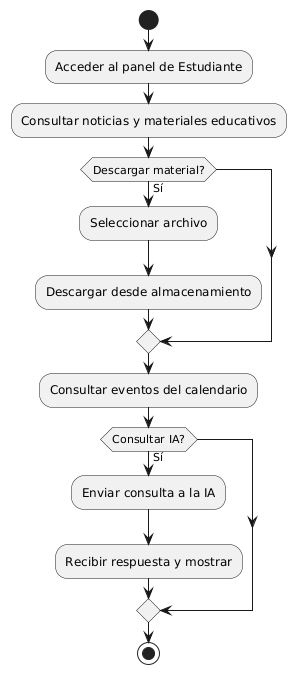 Acceder al panel de Estudiante
Consultar noticias y materiales educativos
Descargar material?
Sí
Seleccionar archivo
Descargar desde almacenamiento
Consultar eventos del calendario
Consultar IA?
Sí
Enviar consulta a la IA
Recibir respuesta y mostrar